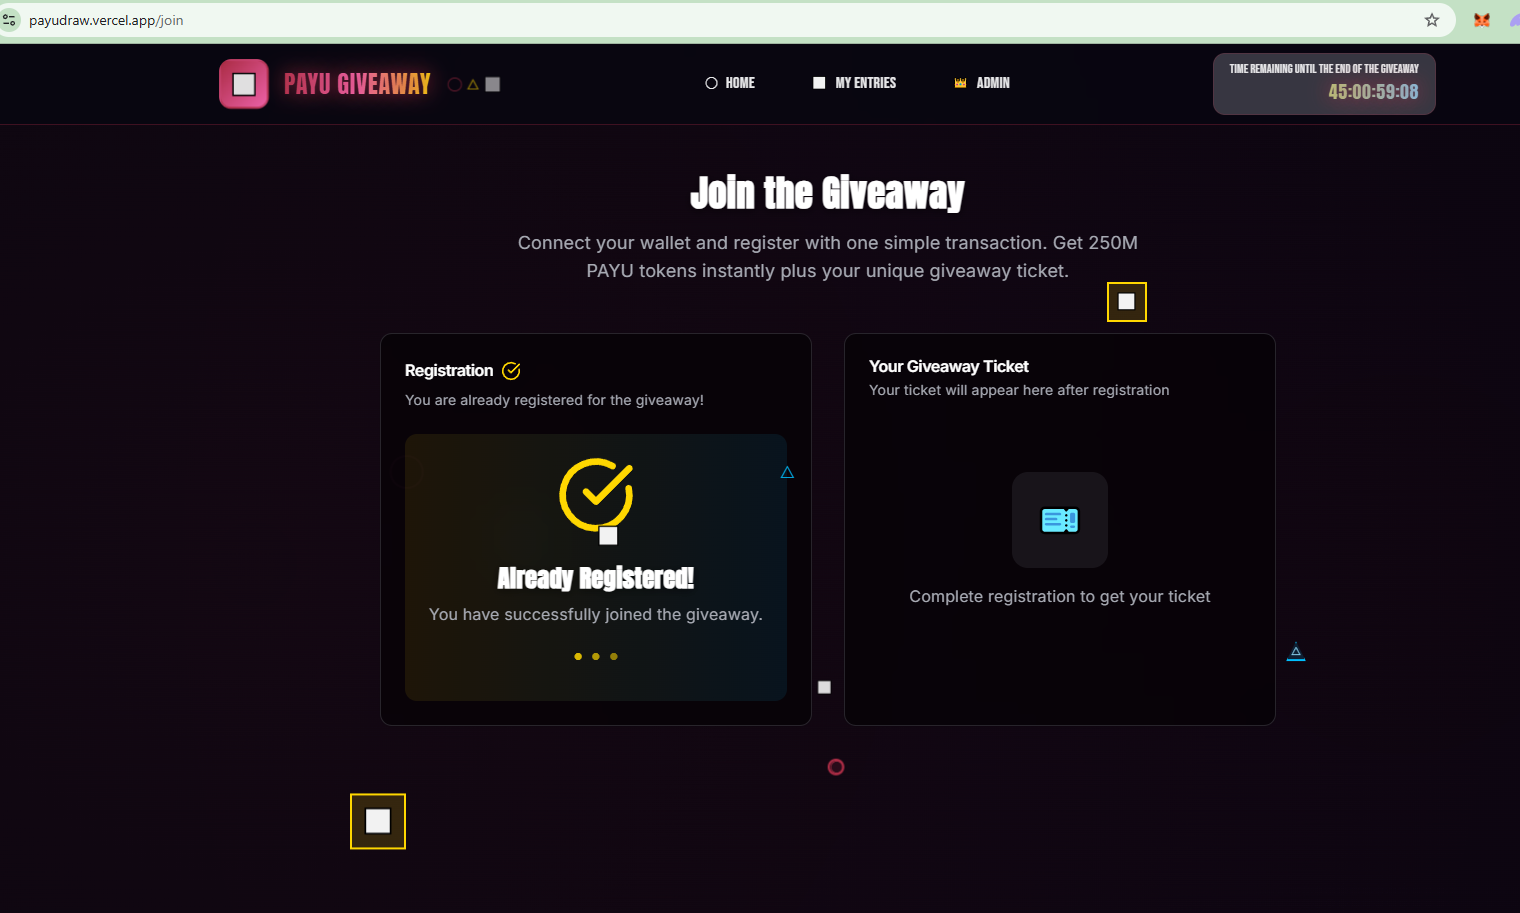 payudraw.vercel.app/join
PAYU GIVEAWAY
HOME
MY ENTRIES
ADMIN
TIME REMAINING UNTIL THE END OF THE GIVEAWAY
45:00:59:08
Join the Giveaway
Connect your wallet and register with one simple transaction. Get 250M
PAYU tokens instantly plus your unique giveaway ticket.
Registration
You are already registered for the giveaway!
Already Registered!
You have successfully joined the giveaway.
Your Giveaway Ticket
Your ticket will appear here after registration
Complete registration to get your ticket